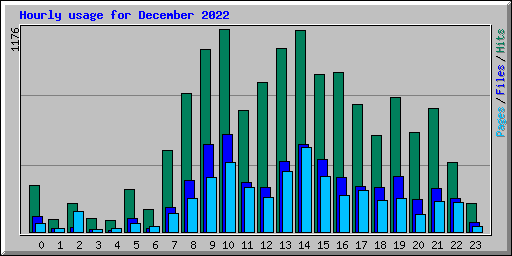 Hourly usage for December 2022
1176
Pages / Files / Hits
0 1 2 3 4 5 6 7 8 9 10 11 12 13 14 15 16 17 18 19 20 21 22 23